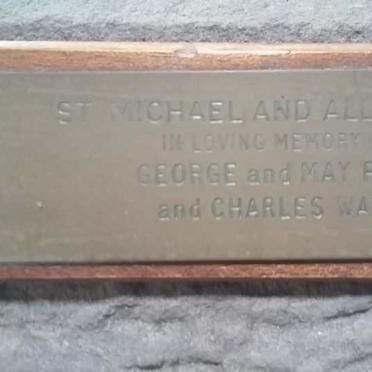 ST MICHAEL AND ALL
IN LOVING MEMORY
GEORGE and MAY
and CHARLES